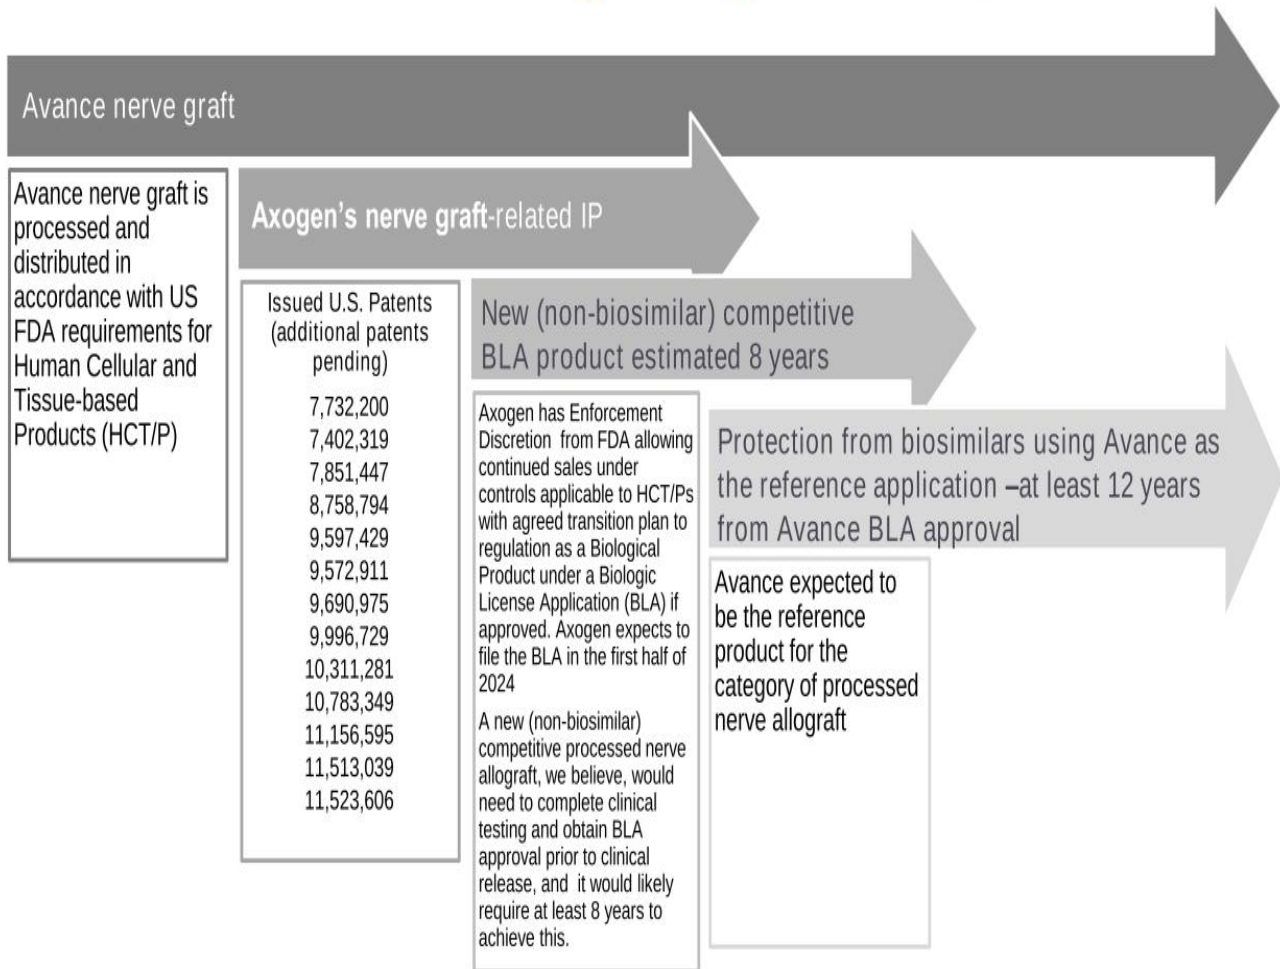 Avance nerve graft
Avance nerve graft is
processed and
distributed in
accordance with US
FDA requirements for
Human Cellular and
Tissue-based
Products (HCT/P)
Axogen’s nerve graft-related IP
Issued U.S. Patents
(additional patents
pending)
7,732,200
7,402,319
7,851,447
8,758,794
9,597,429
9,572,911
9,690,975
9,996,729
10,311,281
10,783,349
11,156,595
11,513,039
11,523,606
New (non-biosimilar) competitive
BLA product estimated 8 years
Axogen has Enforcement
Discretion from FDA allowing
continued sales under
controls applicable to HCT/Ps
with agreed transition plan to
regulation as a Biological
Product under a Biologic
License Application (BLA) if
approved. Axogen expects to
file the BLA in the first half of
2024
A new (non-biosimilar)
competitive processed nerve
allograft, we believe, would
need to complete clinical
testing and obtain BLA
approval prior to clinical
release, and it would likely
require at least 8 years to
achieve this.
Protection from biosimilars using Avance as
the reference application –at least 12 years
from Avance BLA approval
Avance expected to
be the reference
product for the
category of processed
nerve allograft